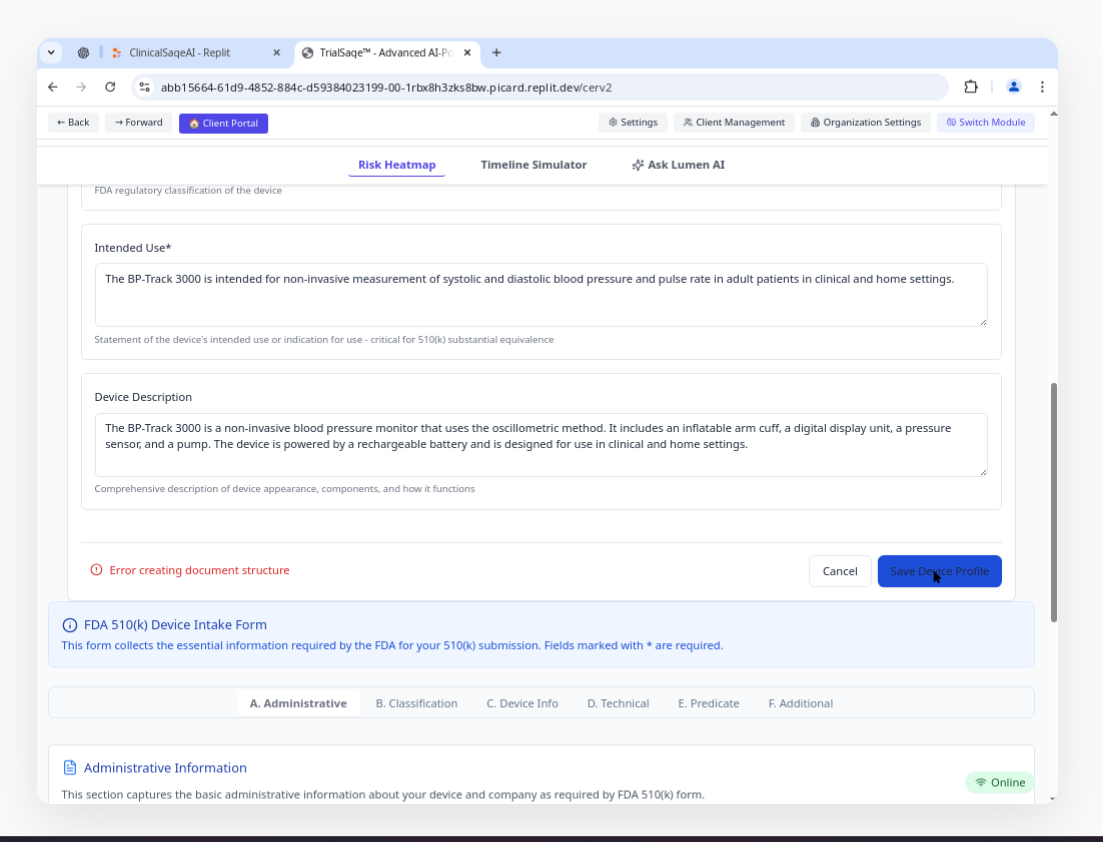 ClinicalSageAI - Replit
TrialSage™ - Advanced AI-Po
abb15664-61d9-4852-884c-d59384023199-00-1rbx8h3zks8bw.picard.replit.dev/cerv2
← Back
→ Forward
🏠 Client Portal
Settings
Client Management
Organization Settings
Switch Module
Risk Heatmap
Timeline Simulator
Ask Lumen AI
FDA regulatory classification of the device
Intended Use*
The BP-Track 3000 is intended for non-invasive measurement of systolic and diastolic blood pressure and pulse rate in adult patients in clinical and home settings.
Statement of the device's intended use or indication for use - critical for 510(k) substantial equivalence
Device Description
The BP-Track 3000 is a non-invasive blood pressure monitor that uses the oscillometric method. It includes an inflatable arm cuff, a digital display unit, a pressure
sensor, and a pump. The device is powered by a rechargeable battery and is designed for use in clinical and home settings.
Comprehensive description of device appearance, components, and how it functions
Error creating document structure
Cancel
Save Device Profile
FDA 510(k) Device Intake Form
This form collects the essential information required by the FDA for your 510(k) submission. Fields marked with * are required.
A. Administrative
B. Classification
C. Device Info
D. Technical
E. Predicate
F. Additional
Administrative Information
Online
This section captures the basic administrative information about your device and company as required by FDA 510(k) form.